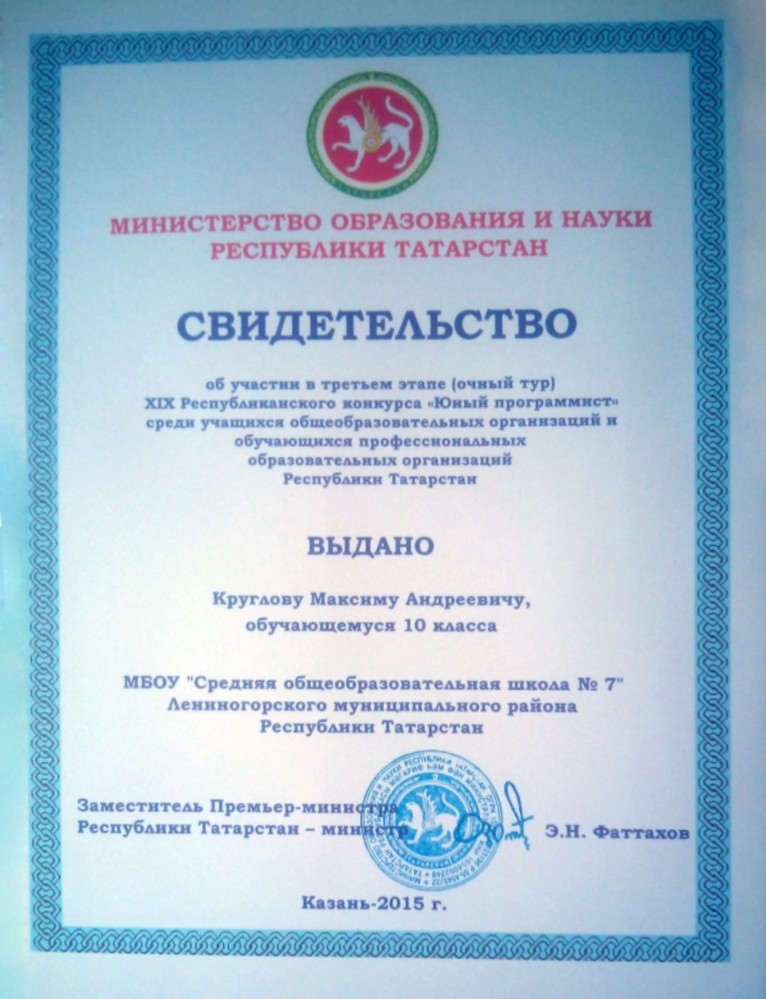 МИНИСТЕРСТВО ОБРАЗОВАНИЯ И НАУКИ
РЕСПУБЛИКИ ТАТАРСТАН
СВИДЕТЕЛЬСТВО
об участии в третьем этапе (очный тур)
XIX Республиканского конкурса «Юный программист»
среди учащихся общеобразовательных организаций и
обучающихся профессиональных
образовательных организаций
Республики Татарстан
ВЫДАНО
Круглову Максиму Андреевичу,
обучающемуся 10 класса
МБОУ "Средняя общеобразовательная школа № 7"
Лениногорского муниципального района
Республики Татарстан
Заместитель Премьер-министра
Республики Татарстан – министр
Э.Н. Фаттахов
Казань-2015 г.